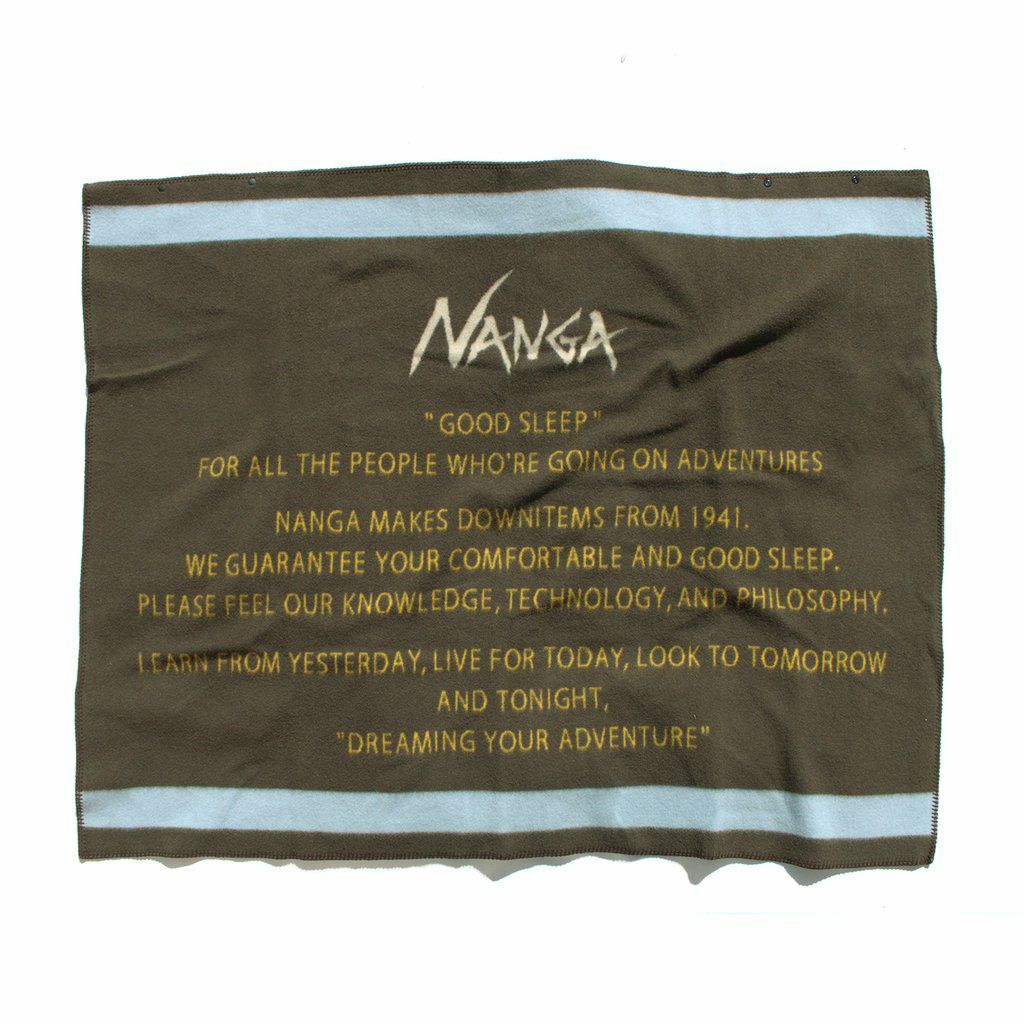 NANGA
"GOOD SLEEP"
FOR ALL THE PEOPLE WHO'RE GOING ON ADVENTURES
NANGA MAKES DOWNITEMS FROM 1941.
WE GUARANTEE YOUR COMFORTABLE AND GOOD SLEEP.
PLEASE FEEL OUR KNOWLEDGE, TECHNOLOGY, AND PHILOSOPHY.
LEARN FROM YESTERDAY, LIVE FOR TODAY, LOOK TO TOMORROW
AND TONIGHT,
"DREAMING YOUR ADVENTURE"